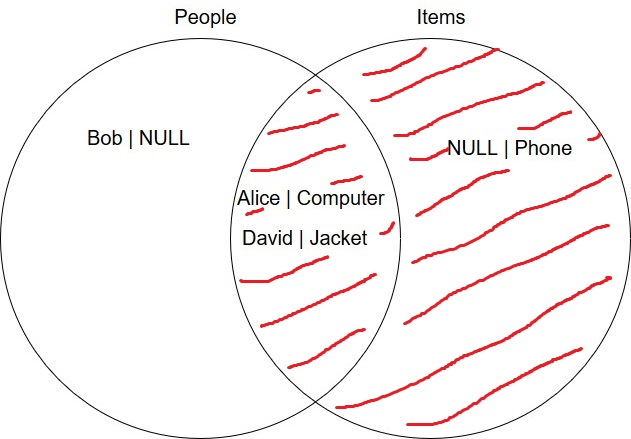 People
Items
Bob | NULL
NULL | Phone
Alice | Computer
David | Jacket